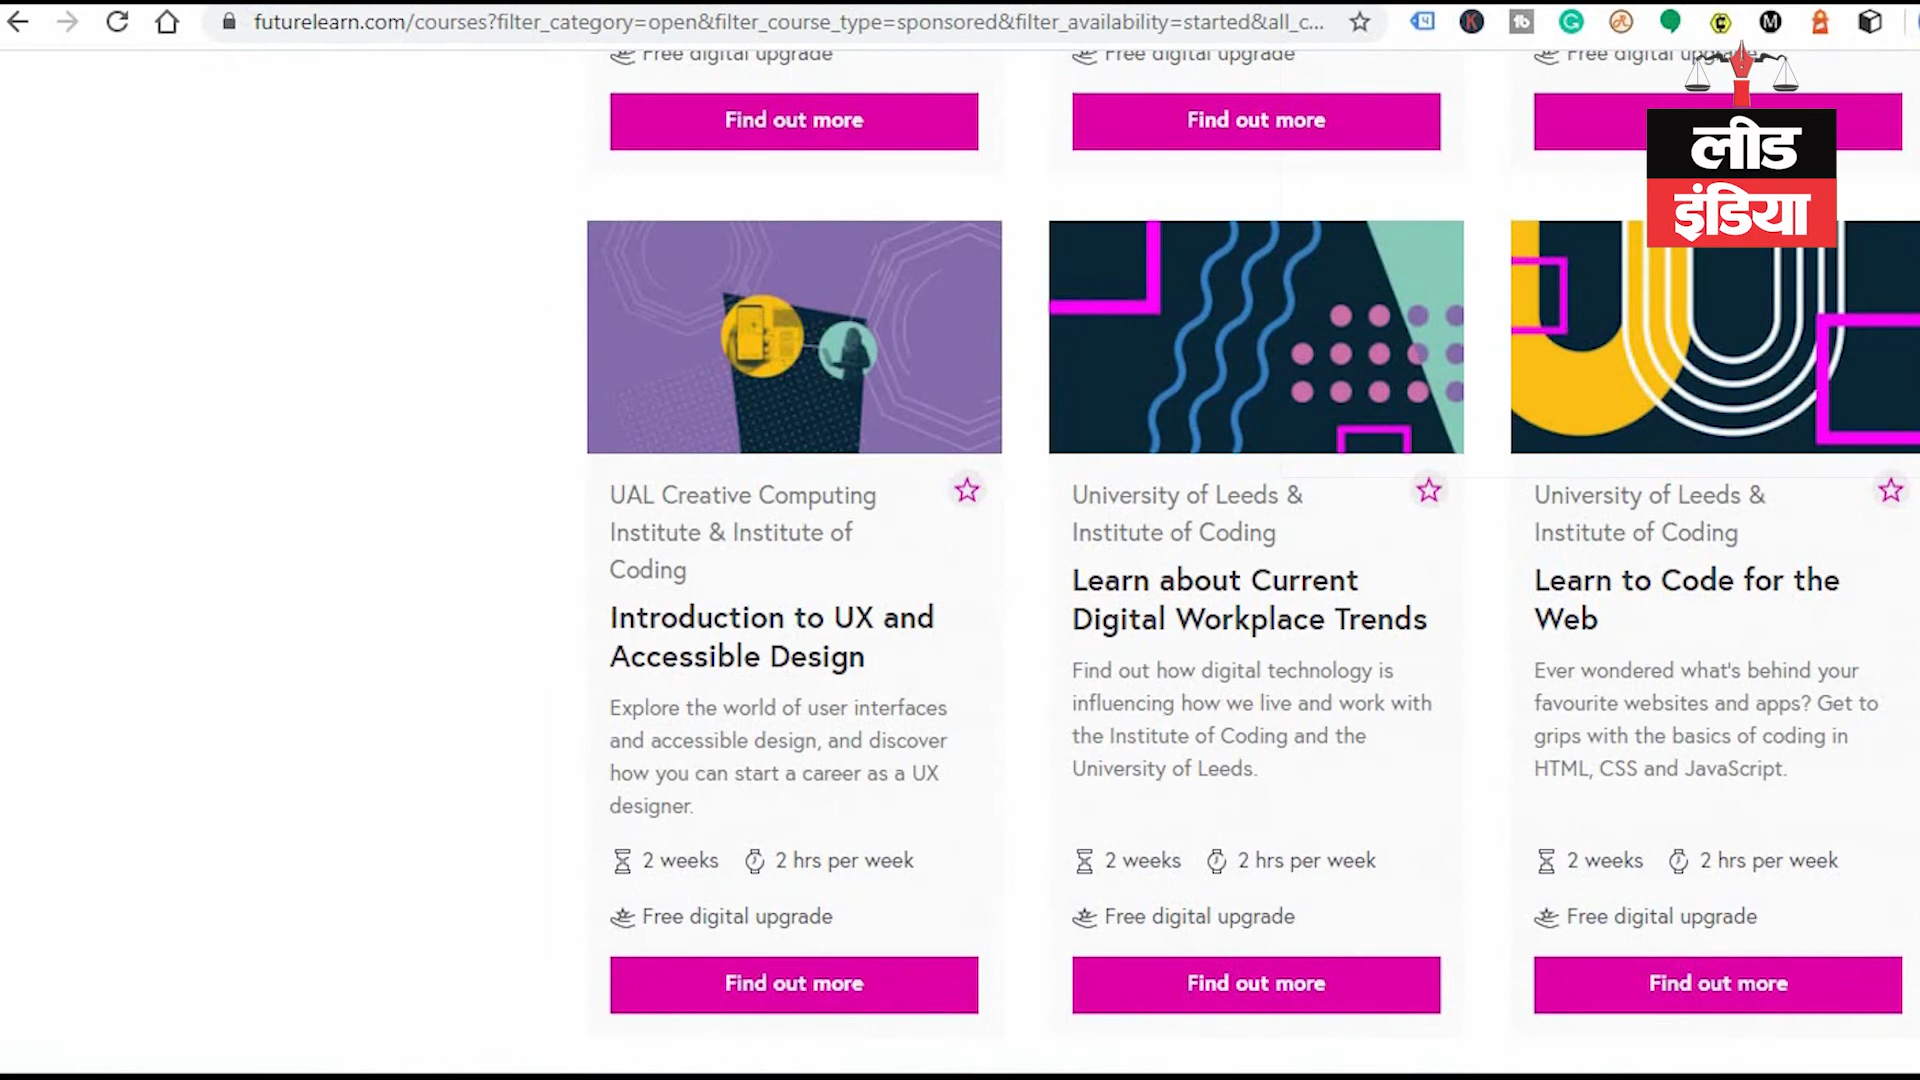 futurelearn.com/courses?filter_category=open&filter_course_type=sponsored&filter_availability=started&all_c...
Free digital upgrade
Free digital upgrade
Free digital upgrade
Find out more
Find out more
लीड
इंडिया
UAL Creative Computing
Institute & Institute of
Coding
Introduction to UX and
Accessible Design
Explore the world of user interfaces
and accessible design, and discover
how you can start a career as a UX
designer.
2 weeks 2 hrs per week
Free digital upgrade
Find out more
University of Leeds &
Institute of Coding
Learn about Current
Digital Workplace Trends
Find out how digital technology is
influencing how we live and work with
the Institute of Coding and the
University of Leeds.
2 weeks 2 hrs per week
Free digital upgrade
Find out more
University of Leeds &
Institute of Coding
Learn to Code for the
Web
Ever wondered what's behind your
favourite websites and apps? Get to
grips with the basics of coding in
HTML, CSS and JavaScript.
2 weeks 2 hrs per week
Free digital upgrade
Find out more